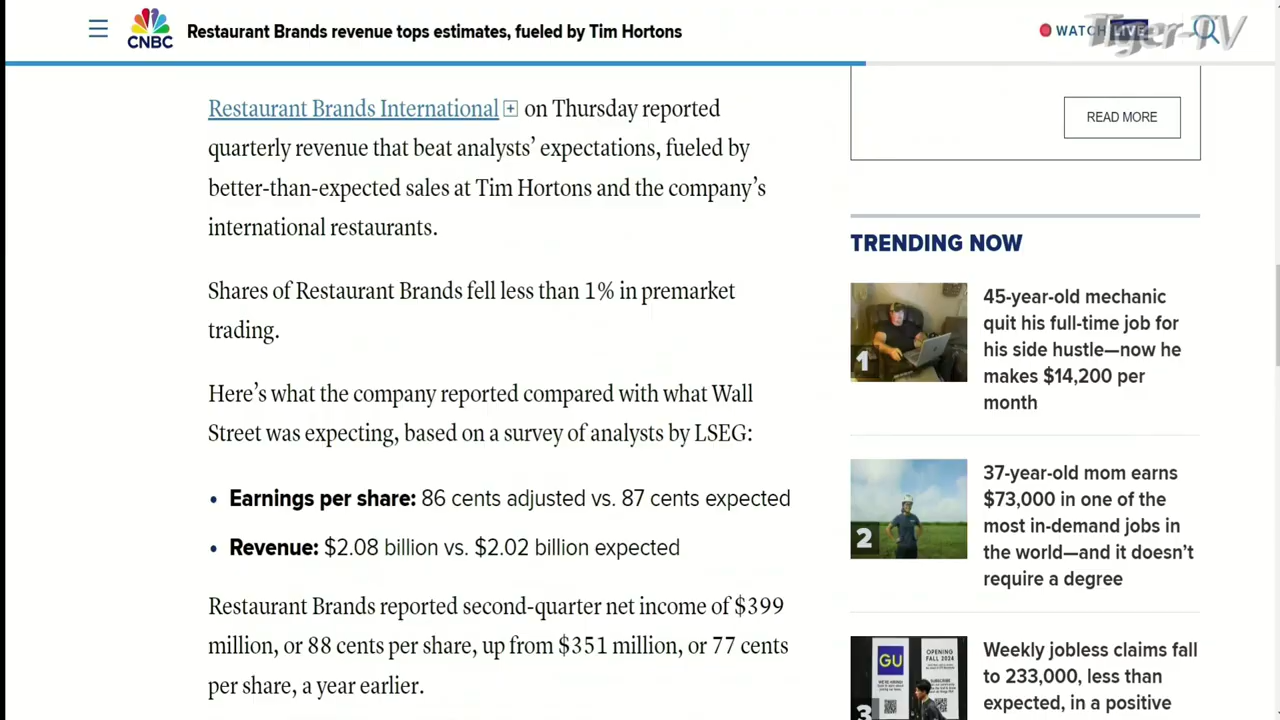 CNBC
Restaurant Brands revenue tops estimates, fueled by Tim Hortons
WATCH LIVE
Tiger-TV
Restaurant Brands International + on Thursday reported
quarterly revenue that beat analysts’ expectations, fueled by
better-than-expected sales at Tim Hortons and the company’s
international restaurants.
Shares of Restaurant Brands fell less than 1% in premarket
trading.
Here’s what the company reported compared with what Wall
Street was expecting, based on a survey of analysts by LSEG:
• Earnings per share: 86 cents adjusted vs. 87 cents expected
• Revenue: $2.08 billion vs. $2.02 billion expected
Restaurant Brands reported second-quarter net income of $399
million, or 88 cents per share, up from $351 million, or 77 cents
per share, a year earlier.
READ MORE
TRENDING NOW
1
45-year-old mechanic
quit his full-time job for
his side hustle—now he
makes $14,200 per
month
2
37-year-old mom earns
$73,000 in one of the
most in-demand jobs in
the world—and it doesn’t
require a degree
3
GU
OPENING
FALL 2024
Weekly jobless claims fall
to 233,000, less than
expected, in a positive